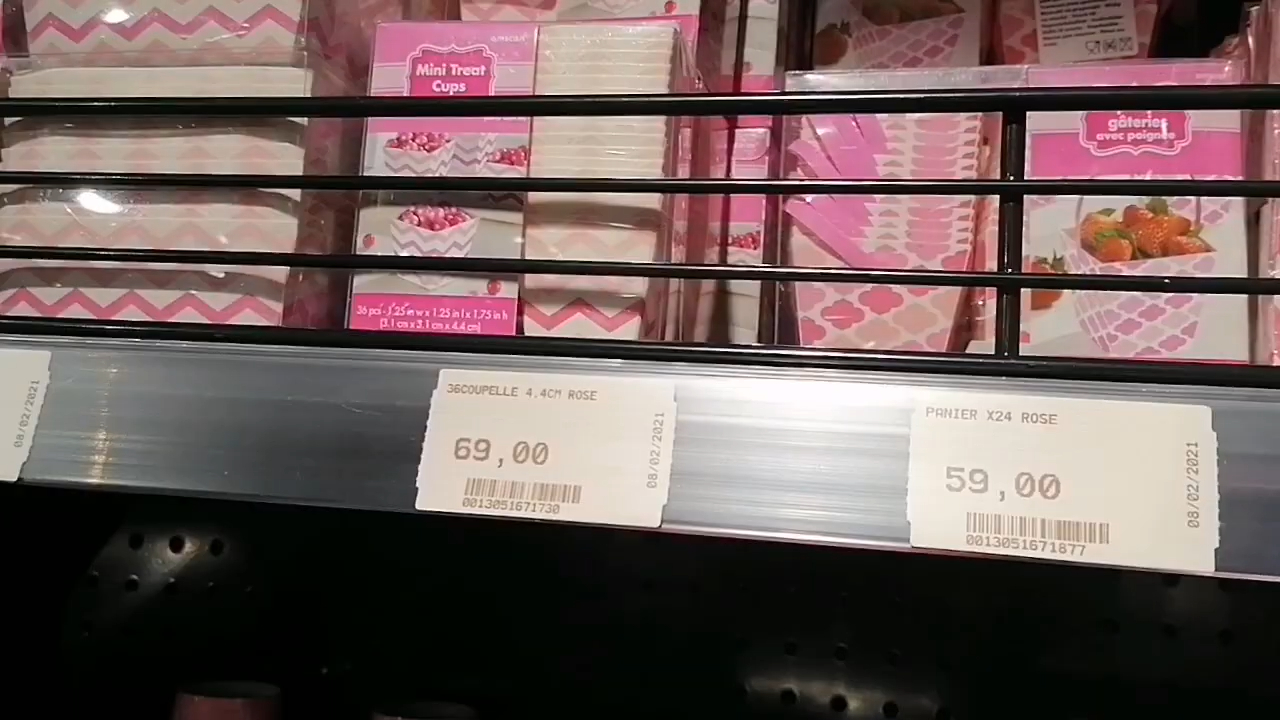 amscan
Mini Treat
Cups
36 pcs - 1.25 in w x 1.25 in l x 1.75 in h
(3.1 cm x 3.1 cm x 4.4 cm)
gâteries
avec poignée
08/02/2021
36COUPELLE 4.4CM ROSE
69,00
0013051671730
08/02/2021
PANIER X24 ROSE
59,00
0013051671877
08/02/2021